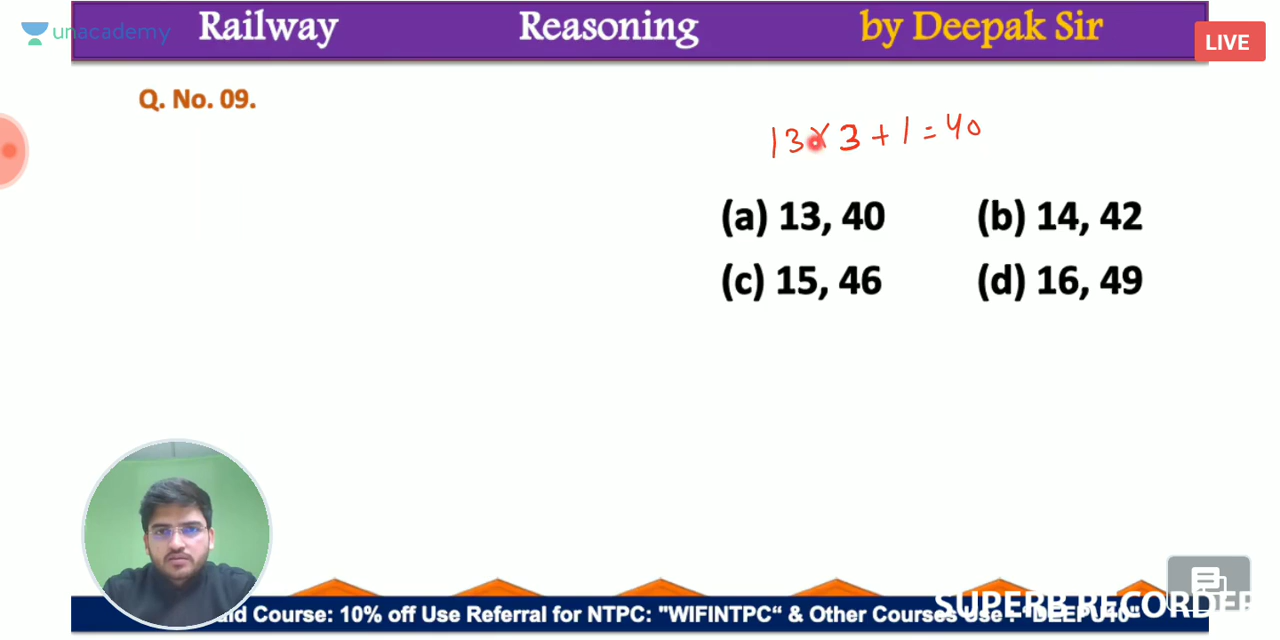 Railway Reasoning by Deepak Sir
unacademy
LIVE
Q. No. 09.
13 × 3 + 1 = 40
(a) 13, 40 (b) 14, 42
(c) 15, 46 (d) 16, 49
Course: 10% off Use Referral for NTPC: "WIFINTPC“ & Other Courses Use :
SUPERB RECORDER